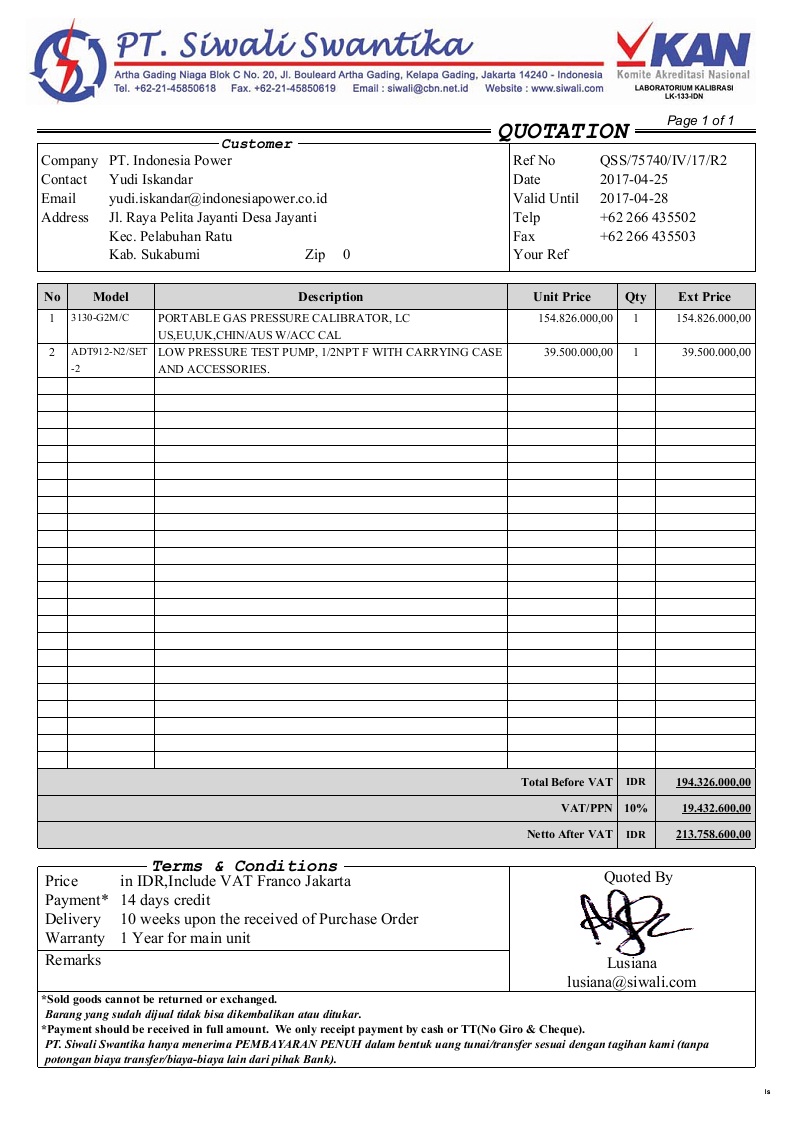 PT. Siwali Swantika
Artha Gading Niaga Blok C No. 20, Jl. Bouleard Artha Gading, Kelapa Gading, Jakarta 14240 - Indonesia
Tel. +62-21-45850618 Fax. +62-21-45850619 Email : siwali@cbn.net.id Website : www.siwali.com
KAN
Komite Akreditasi Nasional
LABORATORIUM KALIBRASI
LK-133-IDN
Page 1 of 1
QUOTATION
Customer
Company PT. Indonesia Power
Contact Yudi Iskandar
Email yudi.iskandar@indonesiapower.co.id
Address Jl. Raya Pelita Jayanti Desa Jayanti
Kec. Pelabuhan Ratu
Kab. Sukabumi Zip 0
Ref No QSS/75740/IV/17/R2
Date 2017-04-25
Valid Until 2017-04-28
Telp +62 266 435502
Fax +62 266 435503
Your Ref
No Model Description Unit Price Qty Ext Price
1 3130-G2M/C PORTABLE GAS PRESSURE CALIBRATOR, LC 154.826.000,00 1 154.826.000,00
US,EU,UK,CHIN/AUS W/ACC CAL
2 ADT912-N2/SET LOW PRESSURE TEST PUMP, 1/2NPT F WITH CARRYING CASE 39.500.000,00 1 39.500.000,00
-2 AND ACCESSORIES.
Total Before VAT IDR 194.326.000,00
VAT/PPN 10% 19.432.600,00
Netto After VAT IDR 213.758.600,00
Terms & Conditions
Price in IDR,Include VAT Franco Jakarta
Payment* 14 days credit
Delivery 10 weeks upon the received of Purchase Order
Warranty 1 Year for main unit
Remarks
Quoted By
Lusiana
lusiana@siwali.com
*Sold goods cannot be returned or exchanged.
Barang yang sudah dijual tidak bisa dikembalikan atau ditukar.
*Payment should be received in full amount. We only receipt payment by cash or TT(No Giro & Cheque).
PT. Siwali Swantika hanya menerima PEMBAYARAN PENUH dalam bentuk uang tunai/transfer sesuai dengan tagihan kami (tanpa
potongan biaya transfer/biaya-biaya lain dari pihak Bank).
ls